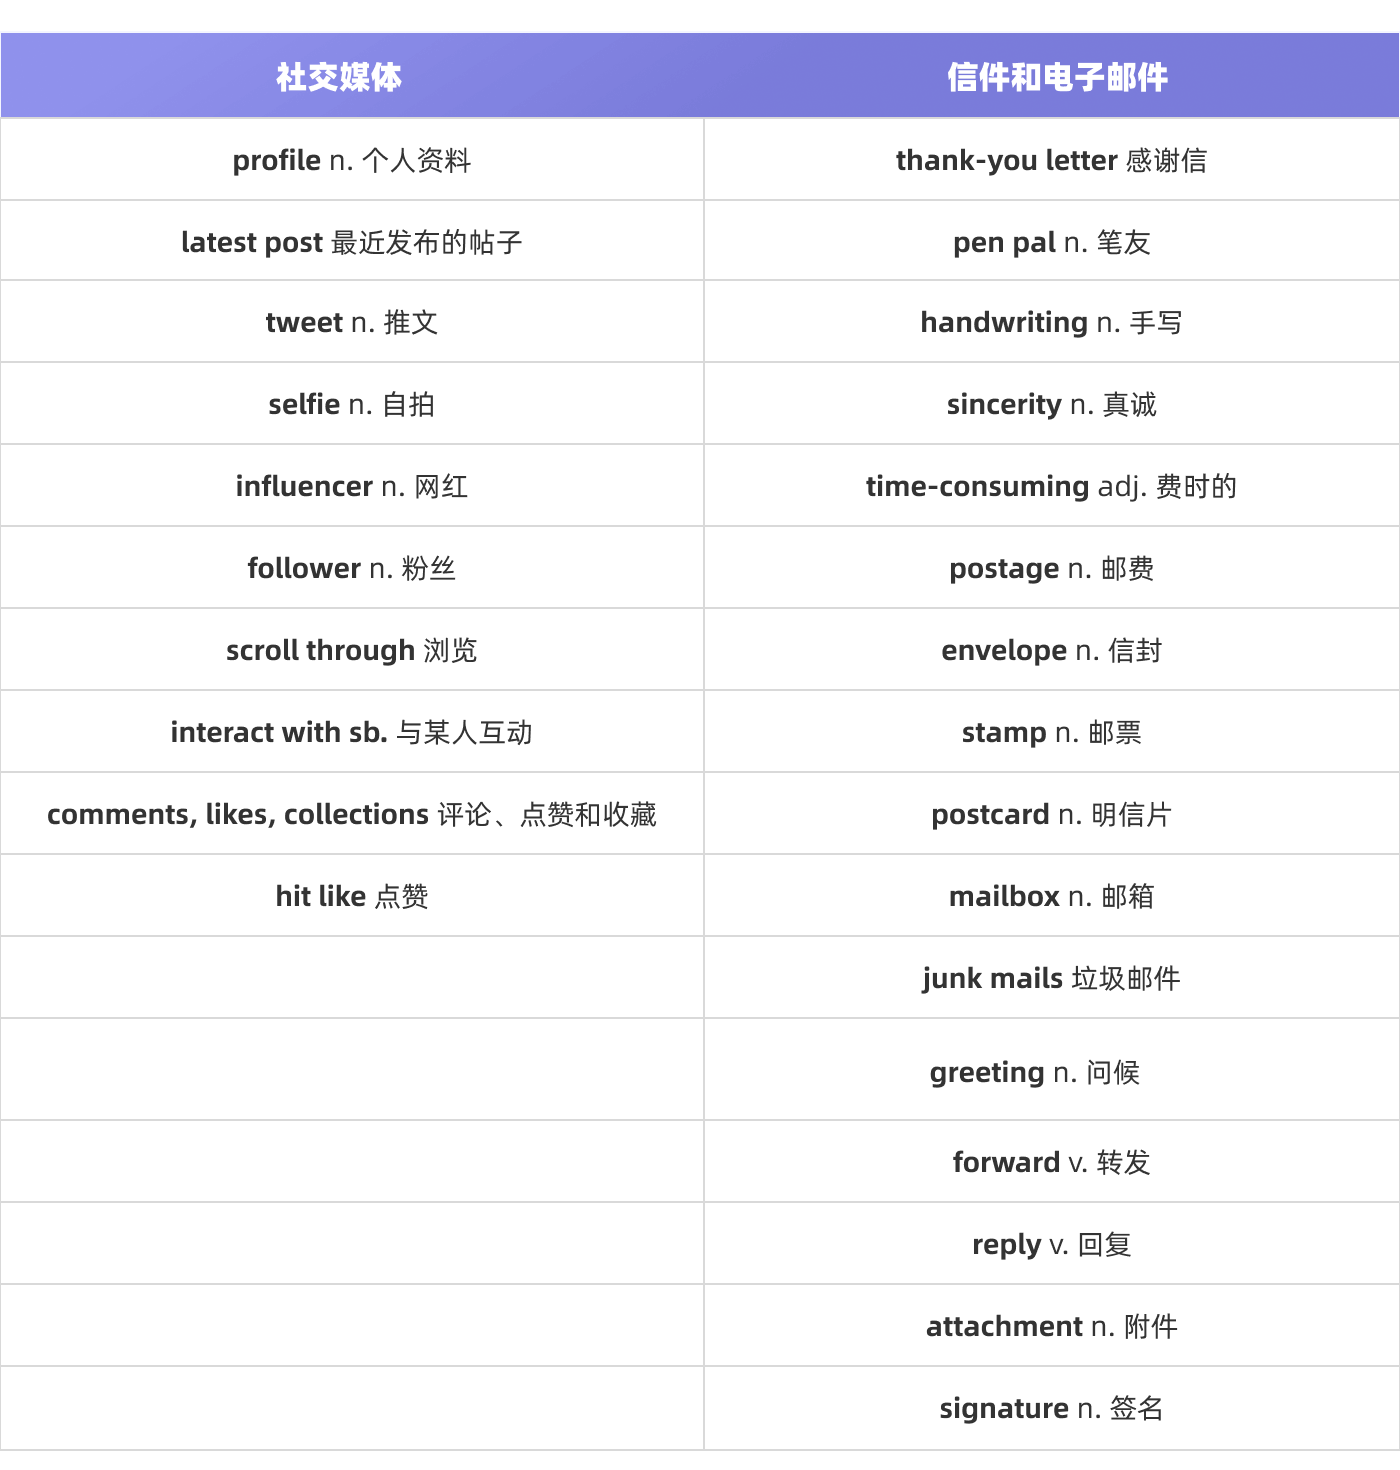 社交媒体 信件和电子邮件
profile n. 个人资料 thank-you letter 感谢信
latest post 最近发布的帖子 pen pal n. 笔友
tweet n. 推文 handwriting n. 手写
selfie n. 自拍 sincerity n. 真诚
influencer n. 网红 time-consuming adj. 费时的
follower n. 粉丝 postage n. 邮费
scroll through 浏览 envelope n. 信封
interact with sb. 与某人互动 stamp n. 邮票
comments, likes, collections 评论、点赞和收藏 postcard n. 明信片
hit like 点赞 mailbox n. 邮箱
junk mails 垃圾邮件
greeting n. 问候
forward v. 转发
reply v. 回复
attachment n. 附件
signature n. 签名